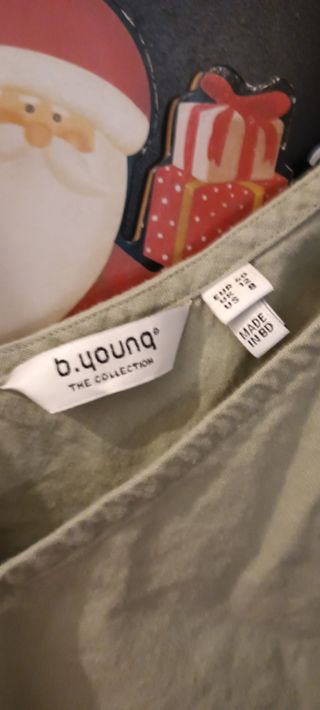 b.young®
THE COLLECTION
EUR 40
UK 12
US 8
MADE
IN BD